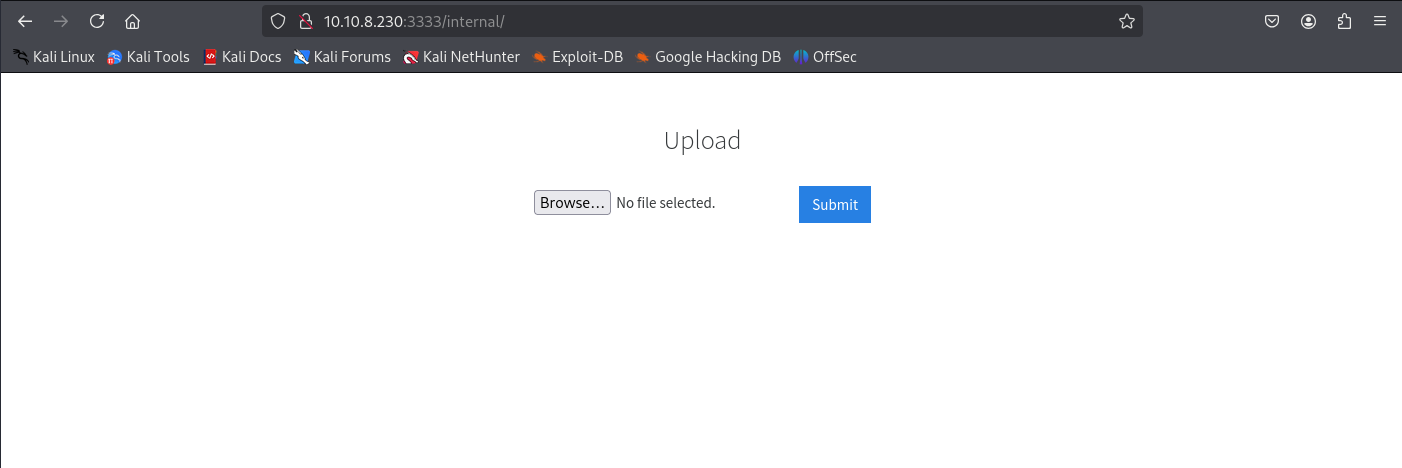 10.10.8.230:3333/internal/
Kali Linux Kali Tools Kali Docs Kali Forums Kali NetHunter Exploit-DB Google Hacking DB OffSec
Upload
Browse... No file selected. Submit